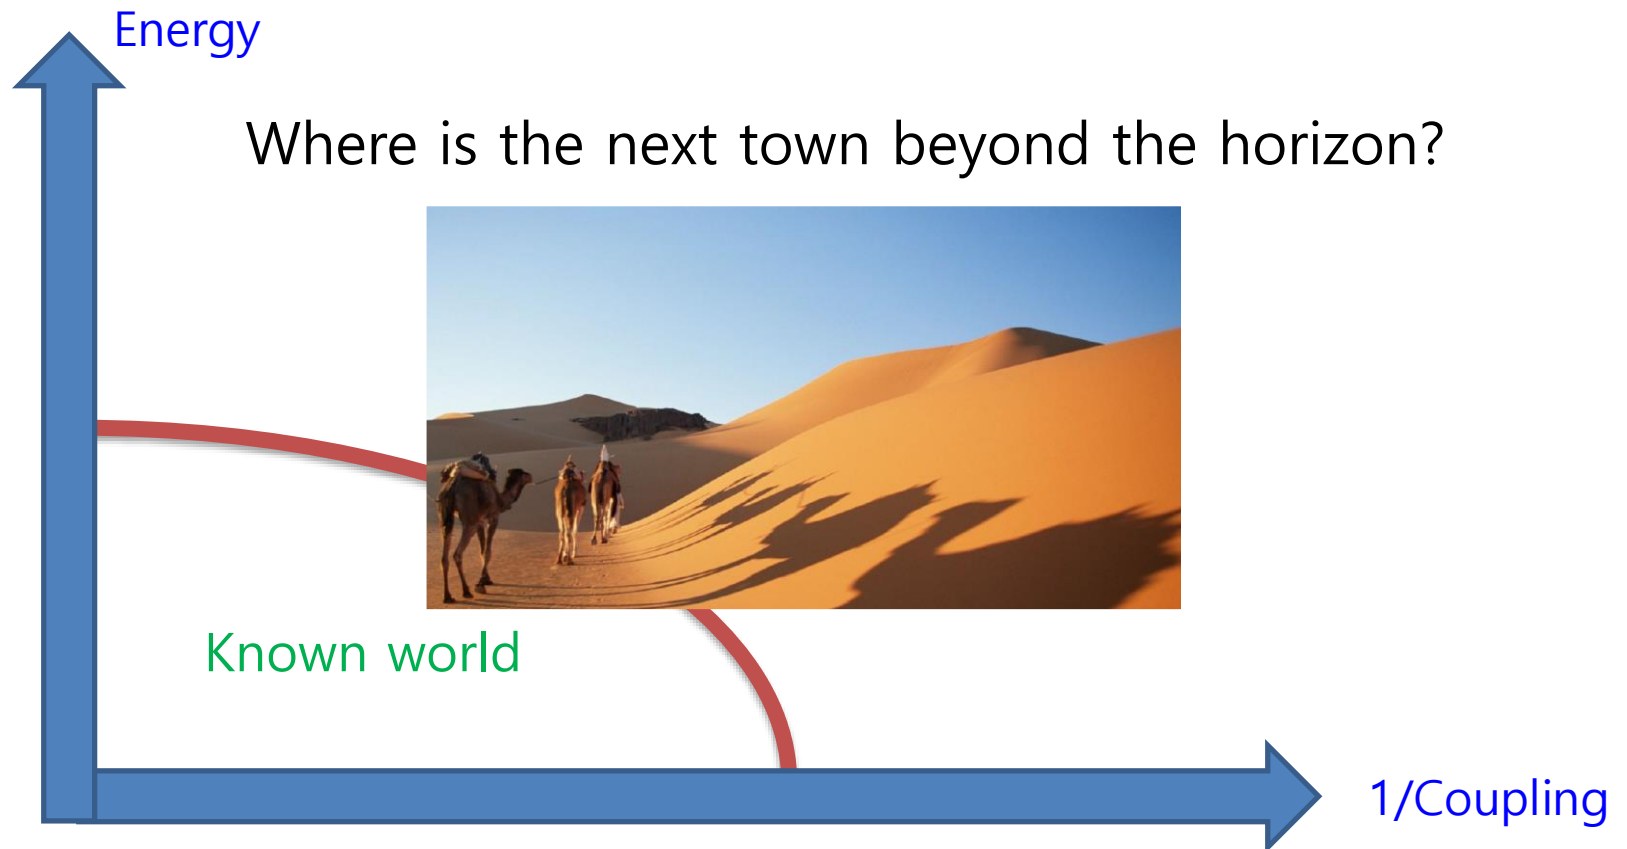 Energy
Where is the next town beyond the horizon?
Known world
1/Coupling